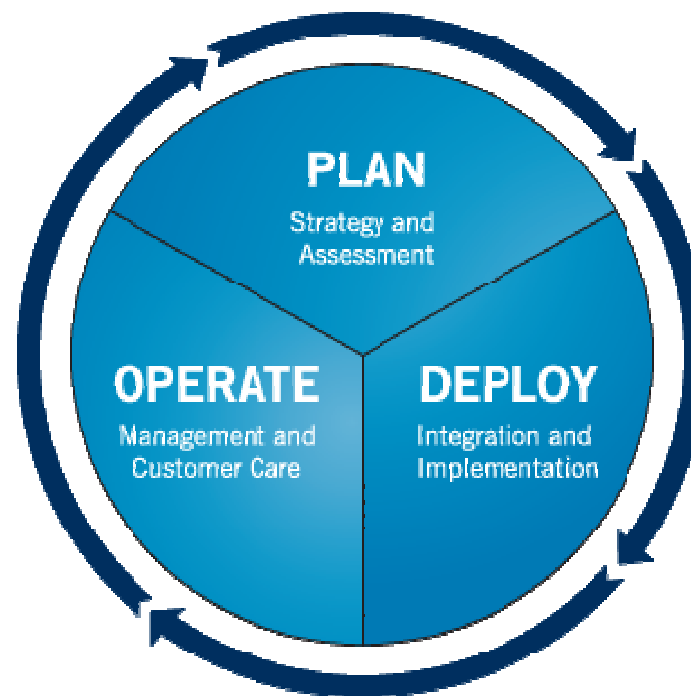 PLAN
Strategy and
Assessment
OPERATE
Management and
Customer Care
DEPLOY
Integration and
Implementation